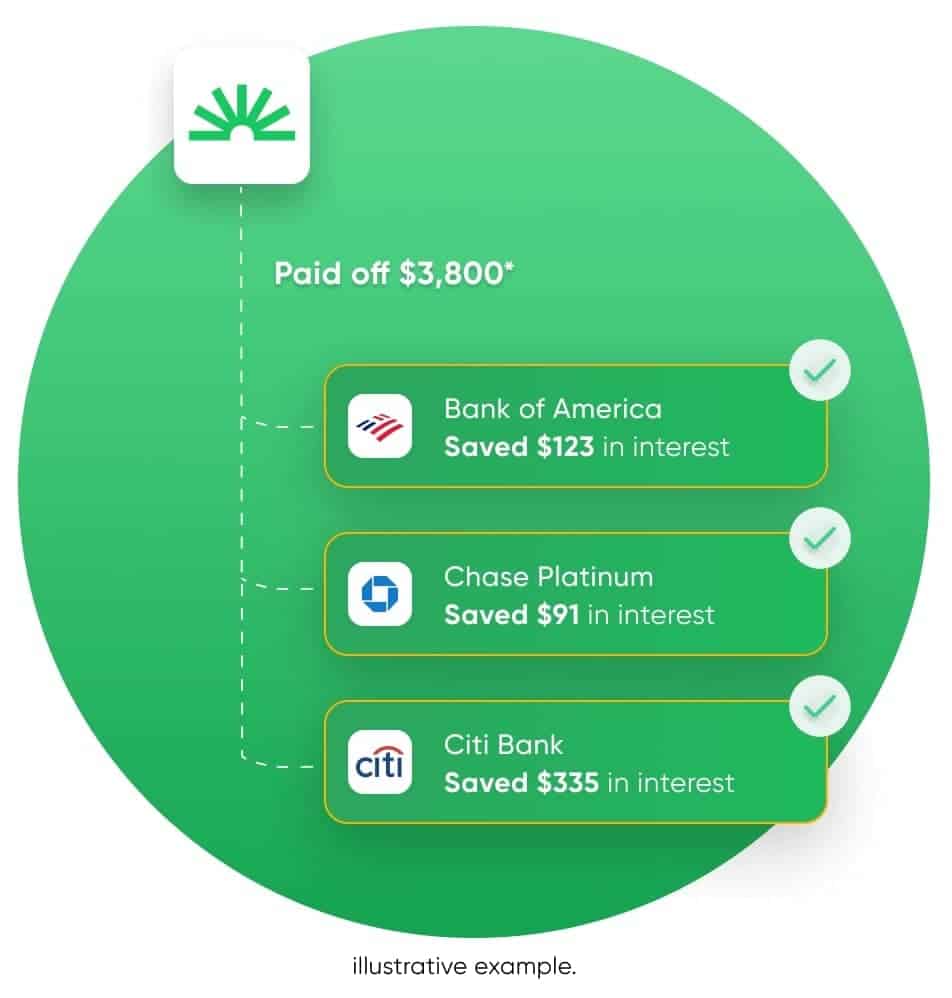 Paid off $3,800*
Bank of America
Saved $123 in interest
Chase Platinum
Saved $91 in interest
citi
Citi Bank
Saved $335 in interest
illustrative example.